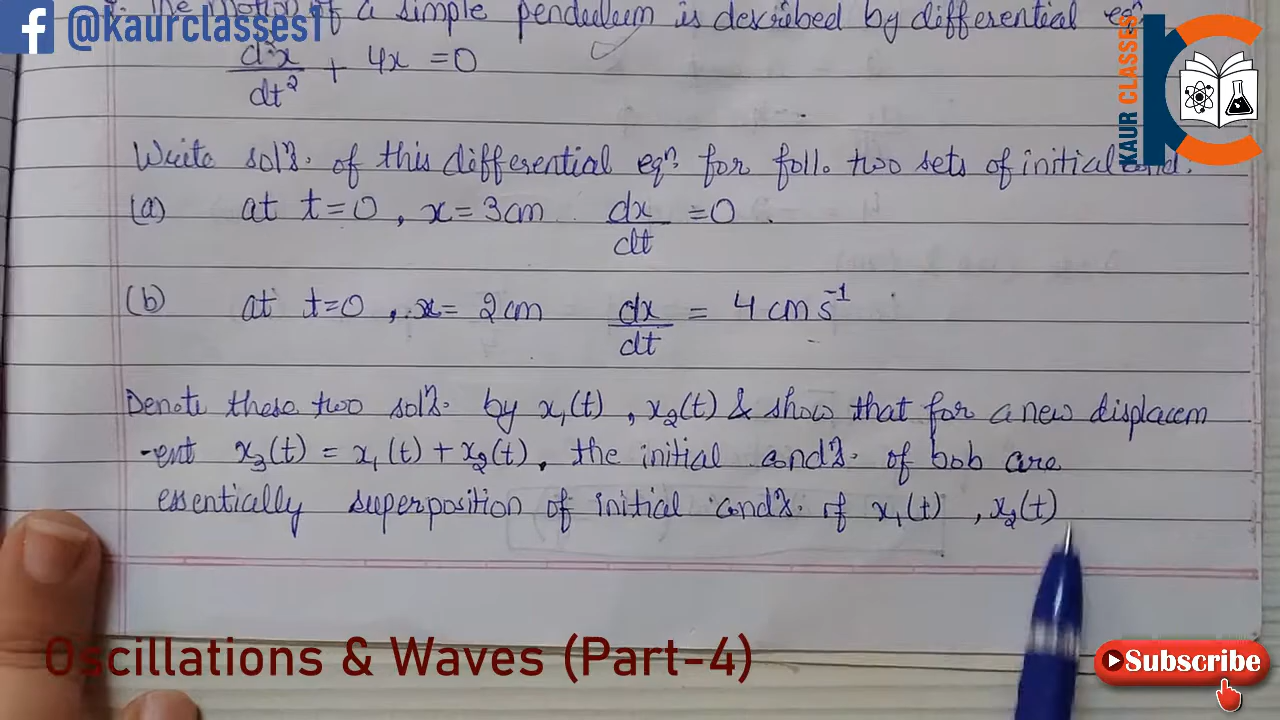 @kaurclasses1
The motion of a simple pendulum is described by differential eqn
d²x/dt² + 4x = 0
KAUR CLASSES
Write soln. of this differential eqn for foll. two sets of initial cond.
(a) at t=0, x=3cm dx/dt =0.
(b) at t=0, x= 2cm dx/dt = 4 cm s⁻¹
Denote these two soln. by x₁(t), x₂(t) & show that for a new displacem
-ent x₃(t) = x₁(t) + x₂(t), the initial condn. of bob are
essentially superposition of initial condn. of x₁(t), x₂(t)
Oscillations & Waves (Part-4)
Subscribe